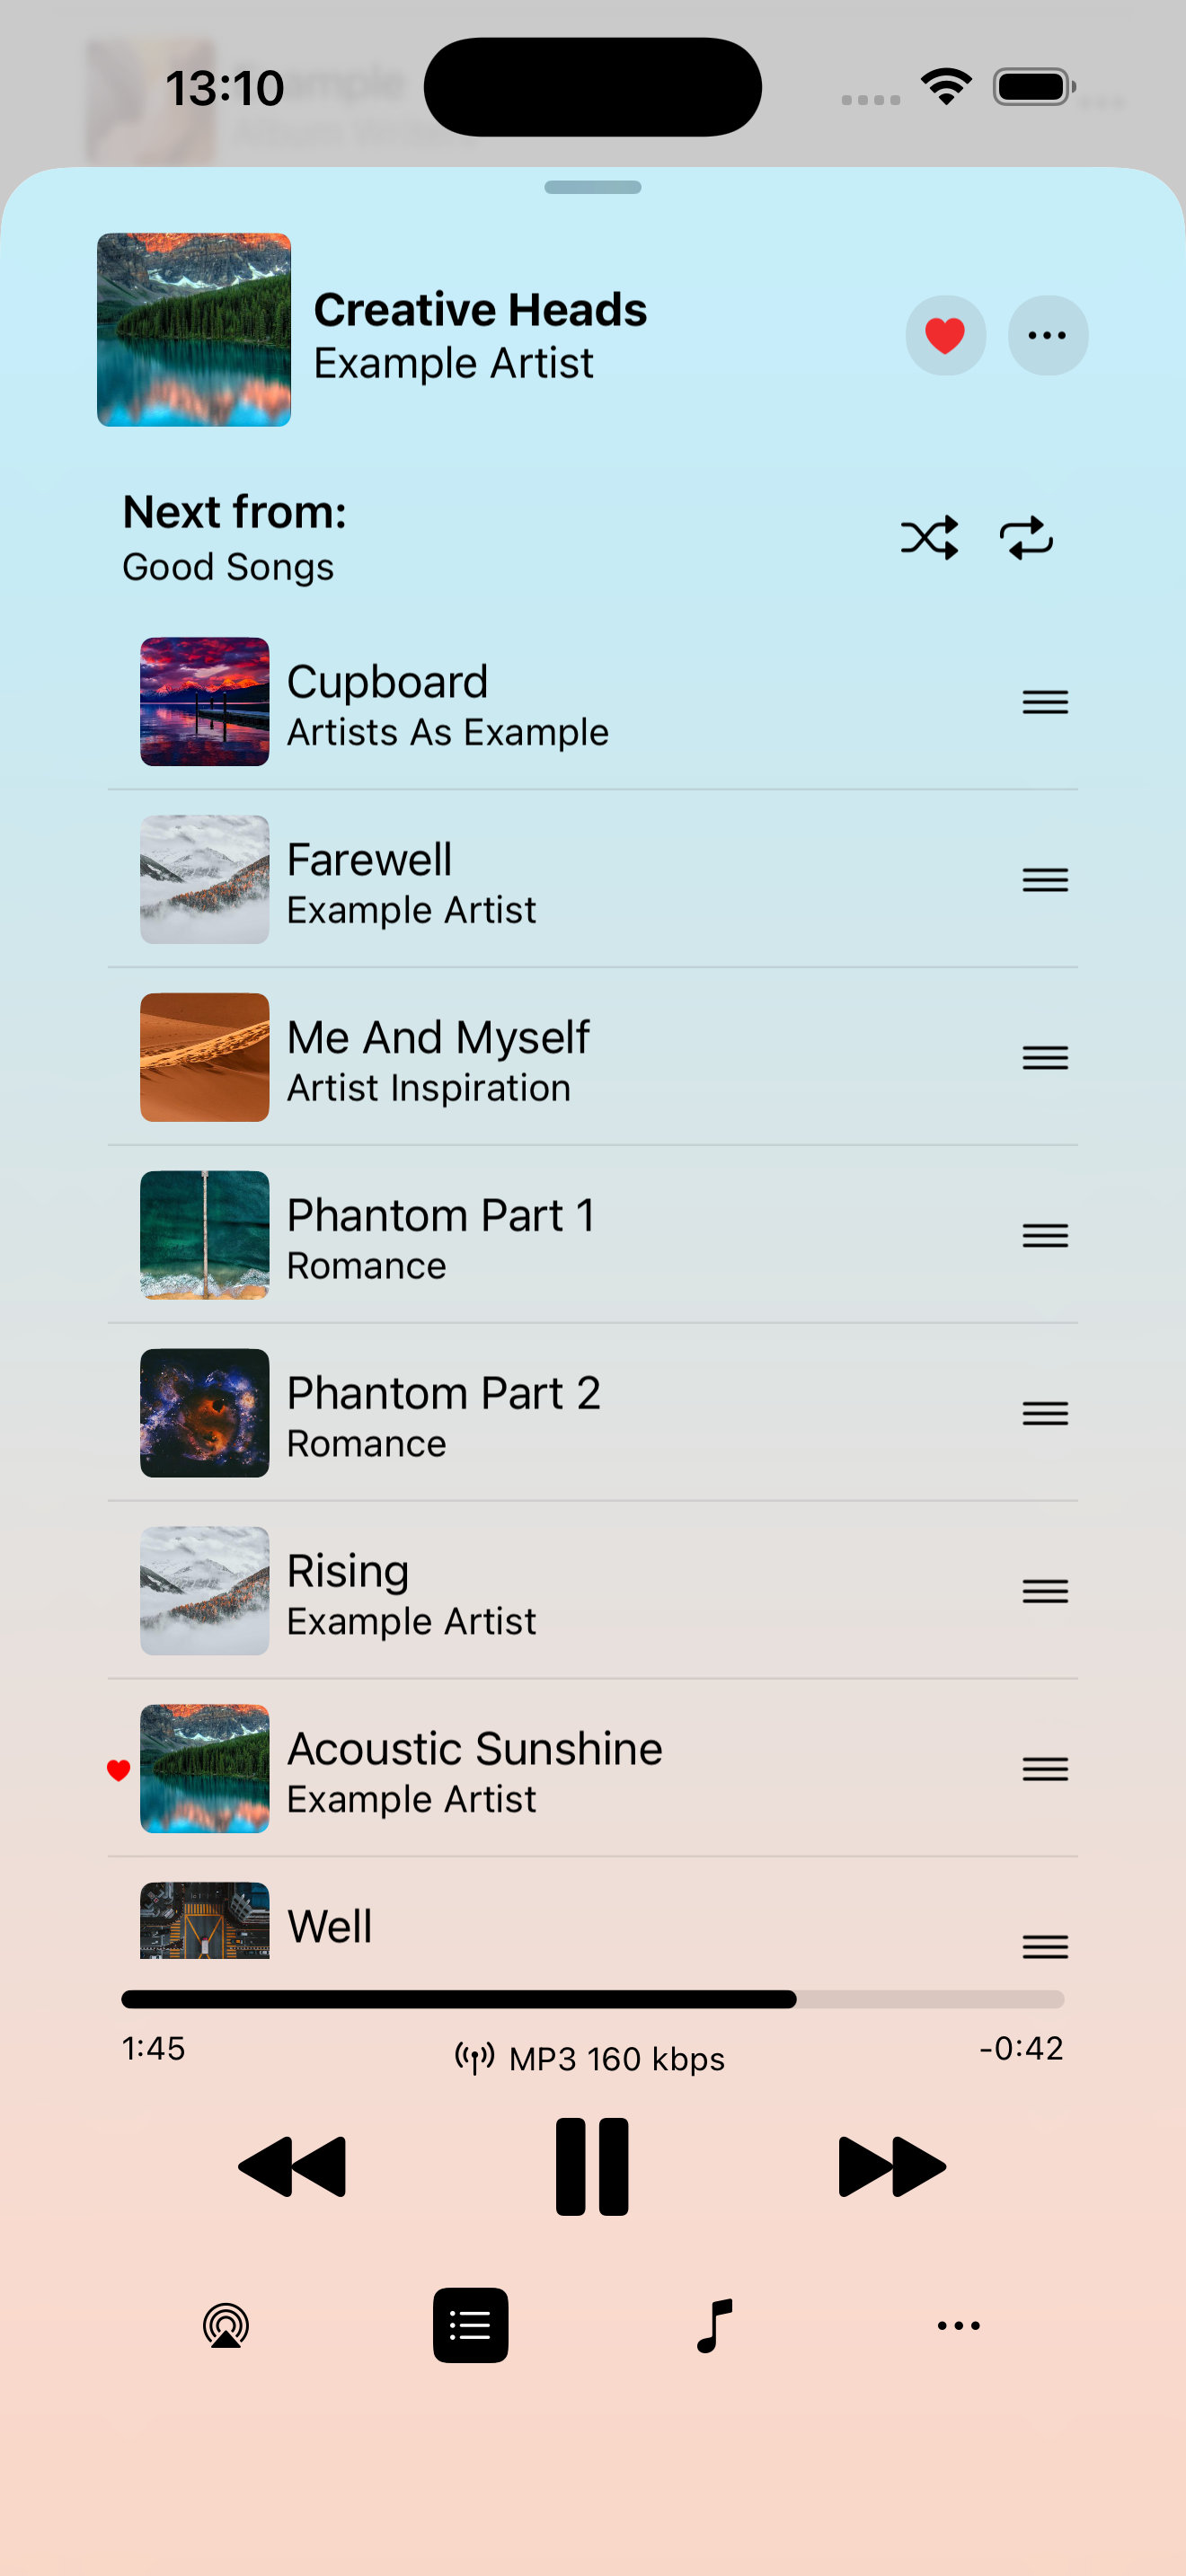 13:10
Creative Heads
Example Artist
Next from:
Good Songs
Cupboard
Artists As Example
Farewell
Example Artist
Me And Myself
Artist Inspiration
Phantom Part 1
Romance
Phantom Part 2
Romance
Rising
Example Artist
Acoustic Sunshine
Example Artist
Well
1:45
MP3 160 kbps
-0:42